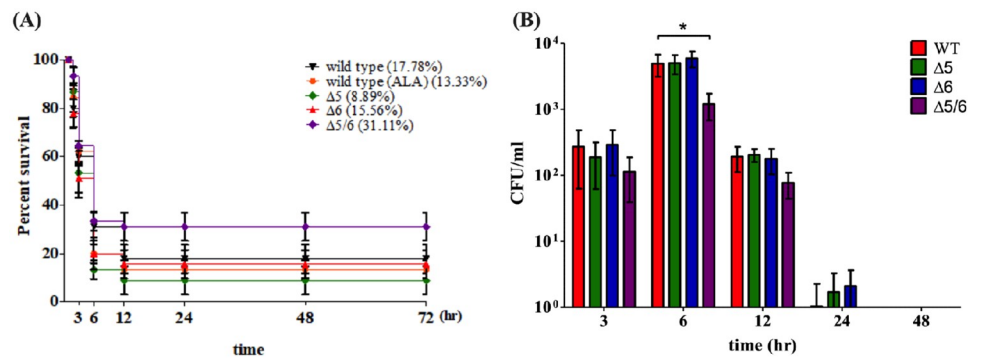 (A)
Percent survival
100
80
60
40
20
0
3 6 12 24 48 72 (hr)
time
wild type (17.78%)
wild type (ALA) (13.33%)
Δ5 (8.89%)
Δ6 (15.56%)
Δ5/6 (31.11%)
(B)
CFU/ml
10⁴
10³
10²
10¹
10⁰
*
3 6 12 24 48
time (hr)
WT
Δ5
Δ6
Δ5/6